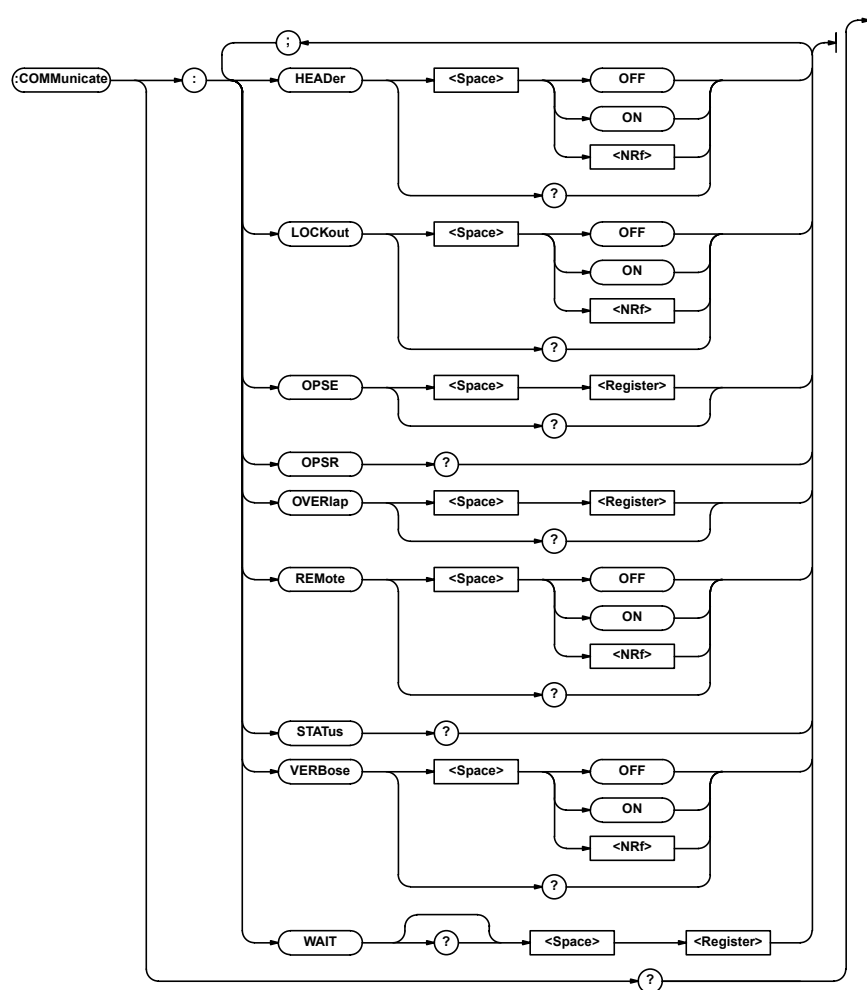 ;
:COMMunicate : HEADer <Space> OFF
ON
<NRf>
?
LOCKout <Space> OFF
ON
<NRf>
?
OPSE <Space> <Register>
?
OPSR ?
OVERlap <Space> <Register>
?
REMote <Space> OFF
ON
<NRf>
?
STATus ?
VERBose <Space> OFF
ON
<NRf>
?
WAIT ? <Space> <Register>
?